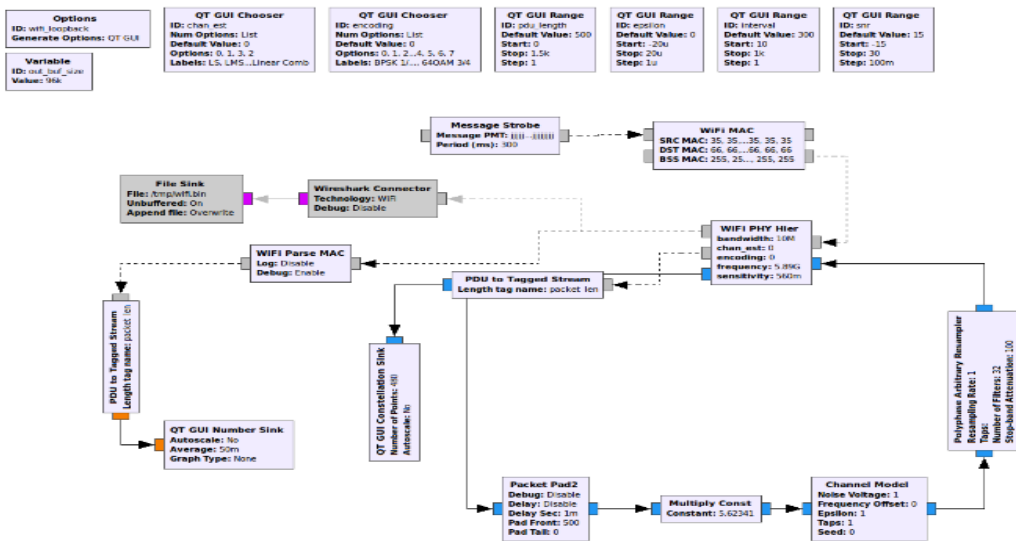 Options
ID: wifi_loopback
Generate Options: QT GUI
Variable
ID: out_buf_size
Value: 96k
QT GUI Chooser
ID: chan_est
Num Options: List
Default Value: 0
Options: 0, 1, 3, 2
Labels: LS, LMS...Linear Comb
QT GUI Chooser
ID: encoding
Num Options: List
Default Value: 0
Options: 0, 1, 2...4, 5, 6, 7
Labels: BPSK 1/... 64QAM 3/4
QT GUI Range
ID: pdu_length
Default Value: 500
Start: 0
Stop: 1.5k
Step: 1
QT GUI Range
ID: epsilon
Default Value: 0
Start: -20u
Stop: 20u
Step: 1u
QT GUI Range
ID: interval
Default Value: 300
Start: 10
Stop: 1k
Step: 1
QT GUI Range
ID: snr
Default Value: 15
Start: -15
Stop: 30
Step: 100m
Message Strobe
Message PMT:
Period (ms): 300
WiFi MAC
SRC MAC: 35, 35...35, 35, 35
DST MAC: 66, 66...66, 66, 66
BSS MAC: 255, 25..., 255, 255
File Sink
File: /tmp/wifi.bin
Unbuffered: On
Append file: Overwrite
Wireshark Connector
Technology: WiFi
Debug: Disable
WiFi PHY Hier
bandwidth: 10M
chan_est: 0
encoding: 0
frequency: 5.89G
sensitivity: 560m
WiFi Parse MAC
Log: Disable
Debug: Enable
PDU to Tagged Stream
Length tag name: packet_len
PDU to Tagged Stream
Length tag name: packet_len
QT GUI Constellation Sink
Number of Points: 480
Autoscale: No
Polyphase Arbitrary Resampler
Resampling Rate: 1
Taps:
Number of Filters: 32
Stop-band Attenuation: 100
QT GUI Number Sink
Autoscale: No
Average: 50m
Graph Type: None
Packet Pad2
Debug: Disable
Delay: Disable
Delay Sec: 1m
Pad Front: 500
Pad Tail: 0
Multiply Const
Constant: 5.62341
Channel Model
Noise Voltage: 1
Frequency Offset: 0
Epsilon: 1
Taps: 1
Seed: 0